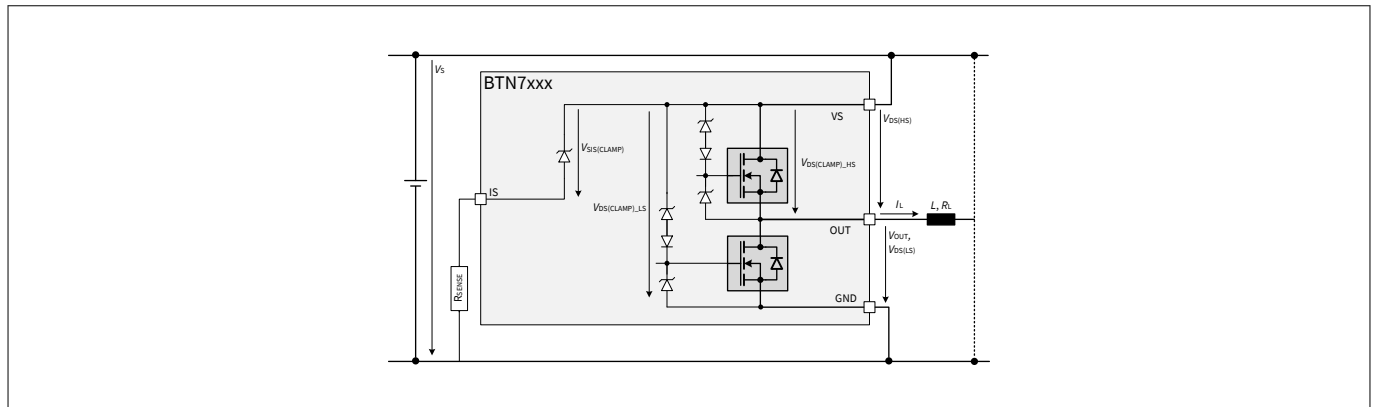 VS
BTN7xxx
VS
VDS(HS)
VSIS(CLAMP)
VDS(CLAMP)_HS
IS
VDS(CLAMP)_LS
IL
L, RL
OUT
VOUT,
VDS(LS)
RSENSE
GND